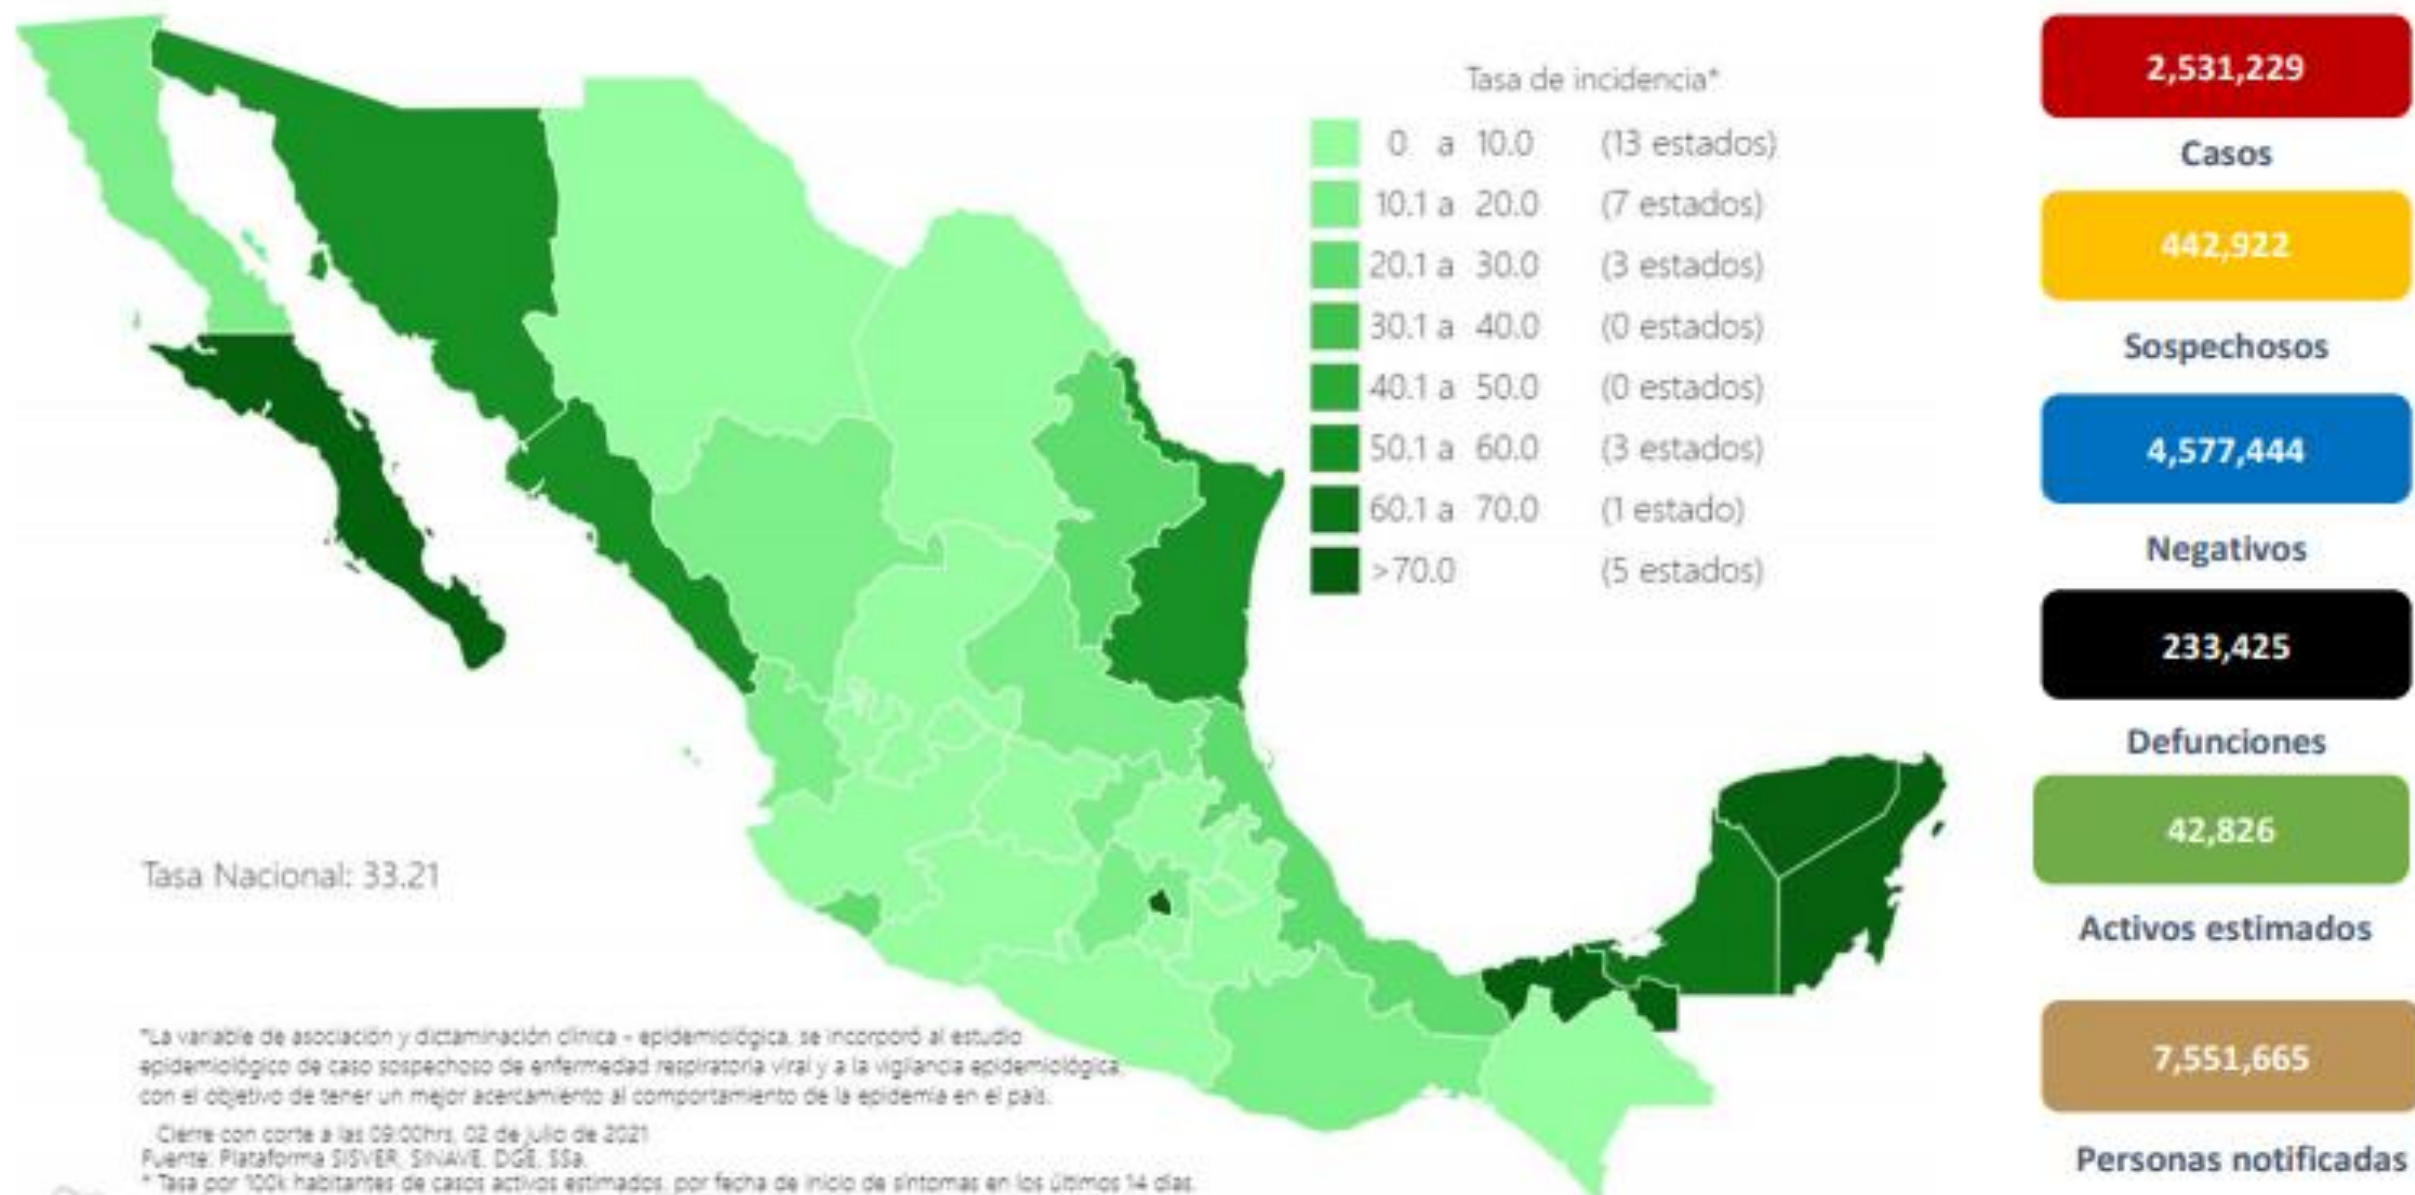 Tasa de incidencia*
0 a 10.0 (13 estados)
10.1 a 20.0 (7 estados)
20.1 a 30.0 (3 estados)
30.1 a 40.0 (0 estados)
40.1 a 50.0 (0 estados)
50.1 a 60.0 (3 estados)
60.1 a 70.0 (1 estado)
>70.0 (5 estados)
2,531,229
Casos
442,922
Sospechosos
4,577,444
Negativos
233,425
Defunciones
42,826
Activos estimados
7,551,665
Personas notificadas
Tasa Nacional: 33.21
*La variable de asociación y dictaminación clínica - epidemiológica, se incorporó al estudio
epidemiológico de caso sospechoso de enfermedad respiratoria viral y a la vigilancia epidemiológica,
con el objetivo de tener un mejor acercamiento al comportamiento de la epidemia en el país.
Cierre con corte a las 09:00hrs, 02 de julio de 2021
Fuente: Plataforma SISVER, SINAVE, DGE, SSa.
* Tasa por 100k habitantes de casos activos estimados, por fecha de inicio de síntomas en los últimos 14 días.